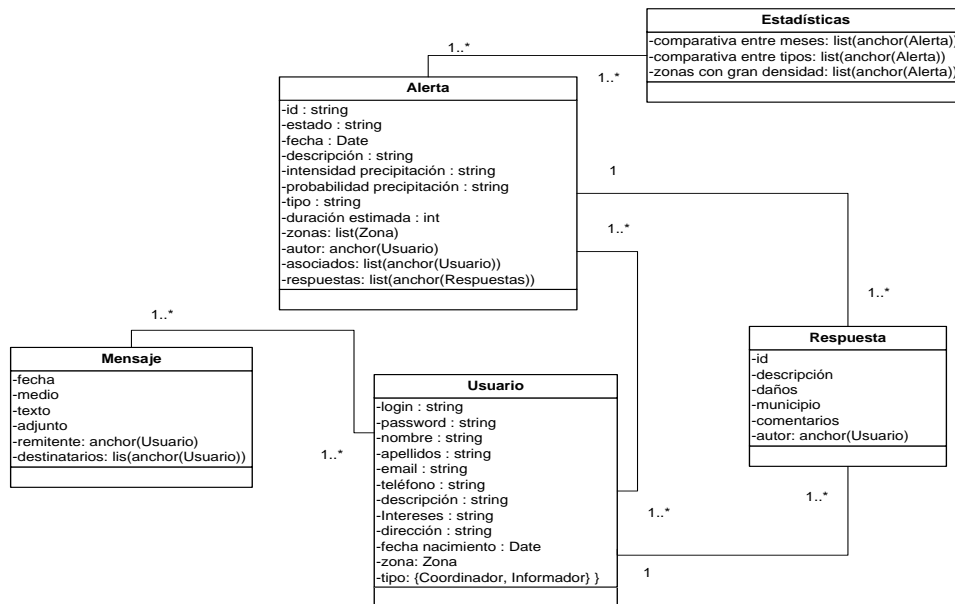 Estadísticas
-comparativa entre meses: list(anchor(Alerta))
-comparativa entre tipos: list(anchor(Alerta))
-zonas con gran densidad: list(anchor(Alerta))
1..*
1..*
Alerta
-id : string
-estado : string
-fecha : Date
-descripción : string
-intensidad precipitación : string
-probabilidad precipitación : string
-tipo : string
-duración estimada : int
-zonas: list(Zona)
-autor: anchor(Usuario)
-asociados: list(anchor(Usuario))
-respuestas: list(anchor(Respuestas))
1
1..*
1..*
1..*
Mensaje
-fecha
-medio
-texto
-adjunto
-remitente: anchor(Usuario)
-destinatarios: lis(anchor(Usuario))
1..*
Usuario
-login : string
-password : string
-nombre : string
-apellidos : string
-email : string
-teléfono : string
-descripción : string
-Intereses : string
-dirección : string
-fecha nacimiento : Date
-zona: Zona
-tipo: {Coordinador, Informador} }
Respuesta
-id
-descripción
-daños
-municipio
-comentarios
-autor: anchor(Usuario)
1..*
1..*
1